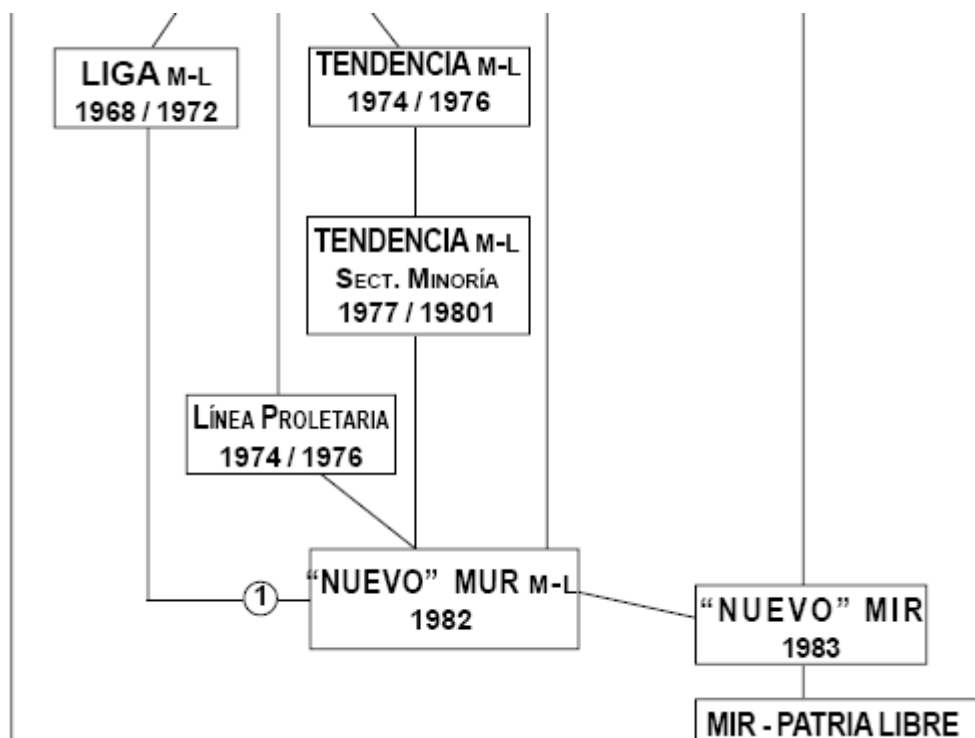 LIGA M-L
1968 / 1972
TENDENCIA M-L
1974 / 1976
TENDENCIA M-L
SECT. MINORÍA
1977 / 19801
LÍNEA PROLETARIA
1974 / 1976
1
“NUEVO” MUR M-L
1982
“NUEVO” MIR
1983
MIR - PATRIA LIBRE